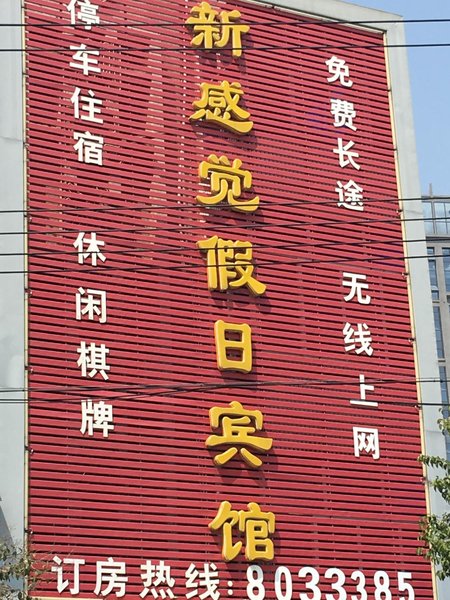 停车住宿 休闲棋牌
新感觉假日宾馆
免费长途 无线上网
订房热线:8033385